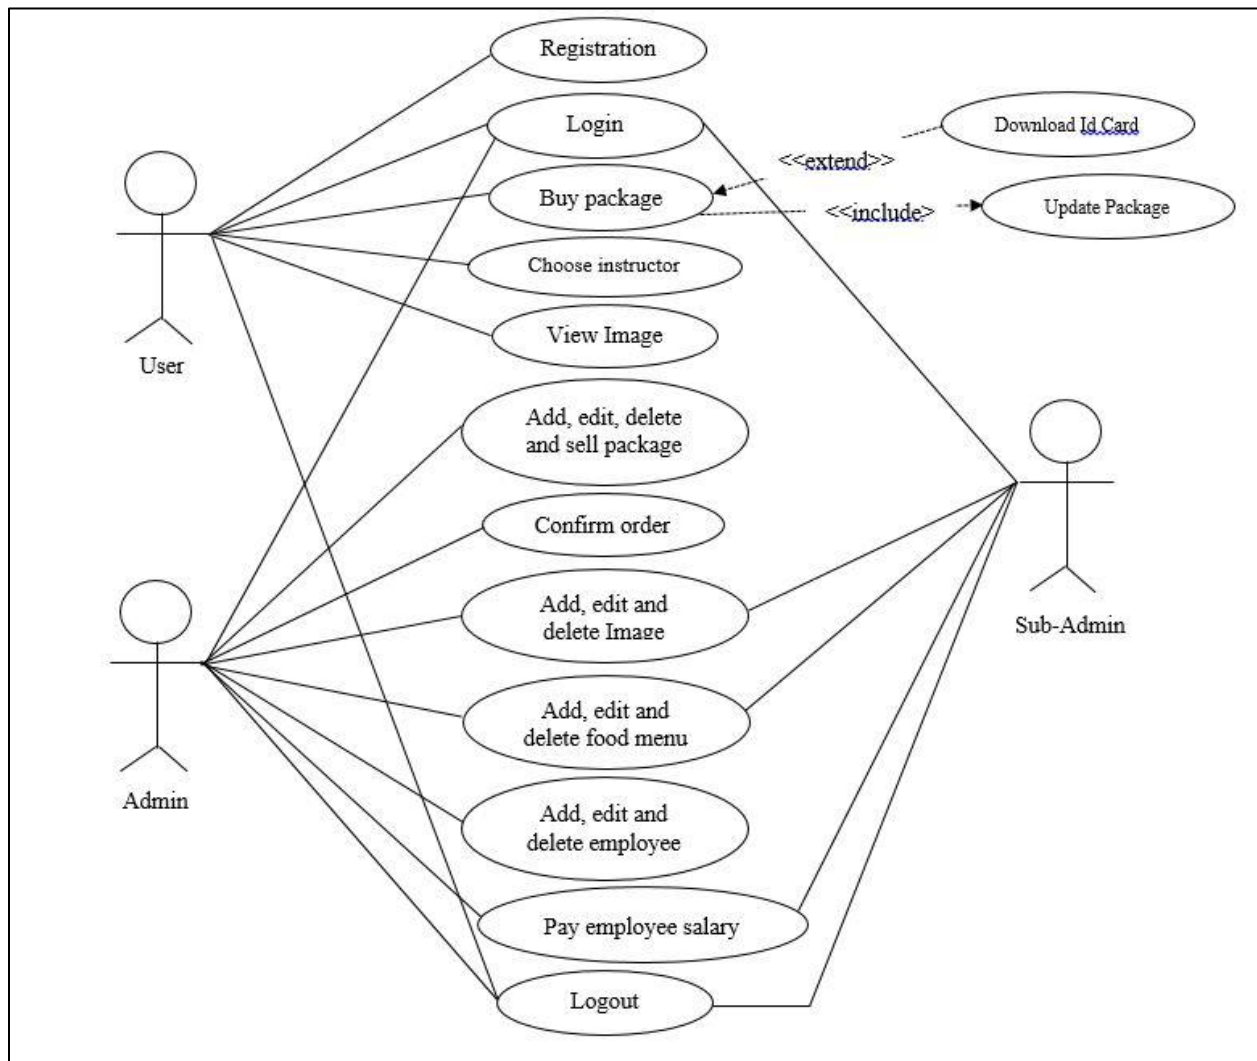 Registration
Login
Download Id Card
<<extend>>
Buy package
<<include>
Update Package
Choose instructor
View Image
User
Add, edit, delete
and sell package
Confirm order
Add, edit and
delete Image
Sub-Admin
Add, edit and
delete food menu
Admin
Add, edit and
delete employee
Pay employee salary
Logout